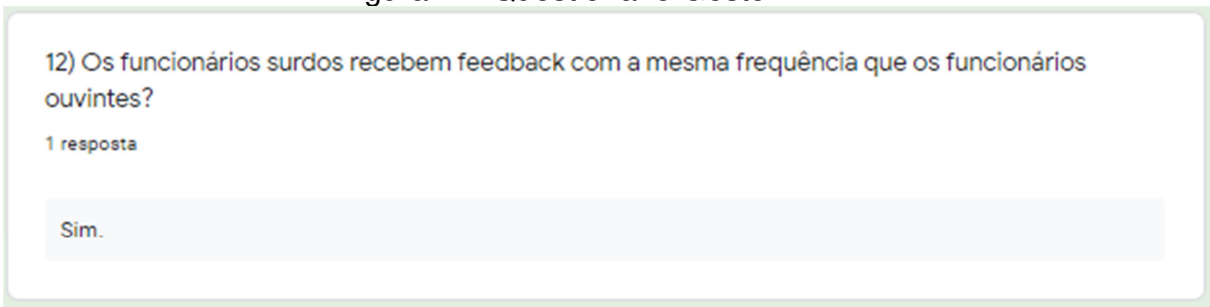 12) Os funcionários surdos recebem feedback com a mesma frequência que os funcionários
ouvintes?
1 resposta
Sim.